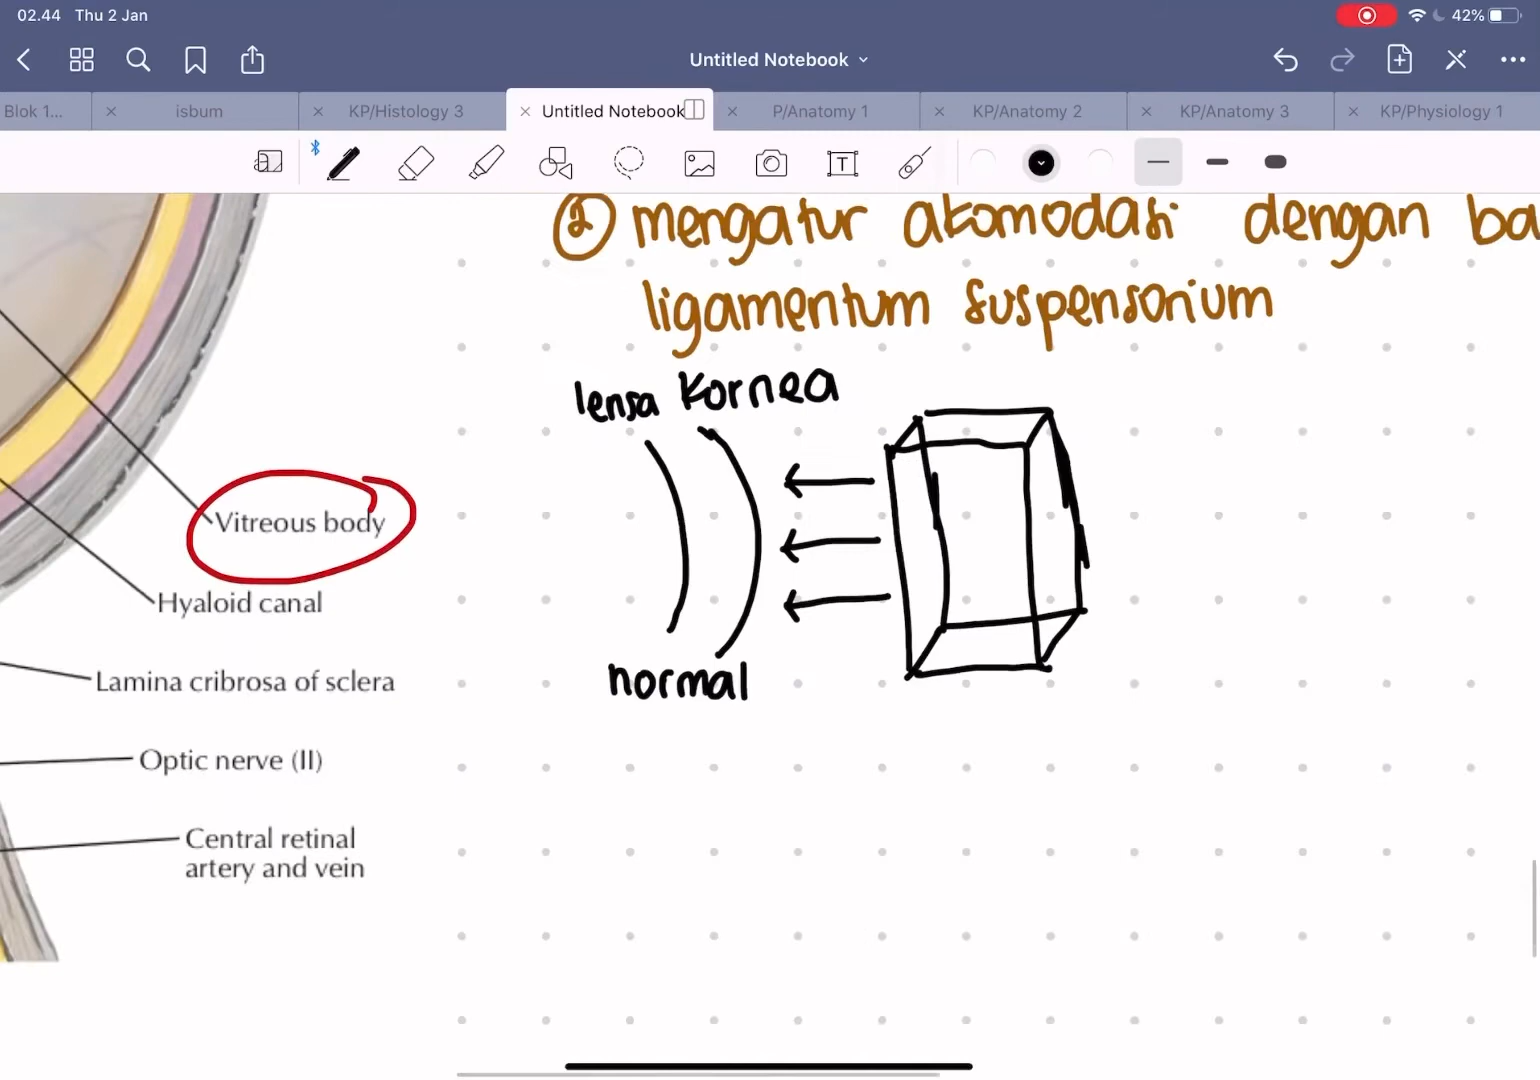 02.44 Thu 2 Jan
42%
Untitled Notebook
Blok 1...
isbum
KP/Histology 3
Untitled Notebook
P/Anatomy 1
KP/Anatomy 2
KP/Anatomy 3
KP/Physiology 1
② mengatur akomodasi dengan ba
ligamentum suspensorium
lensa Kornea
normal
Vitreous body
Hyaloid canal
Lamina cribrosa of sclera
Optic nerve (II)
Central retinal
artery and vein